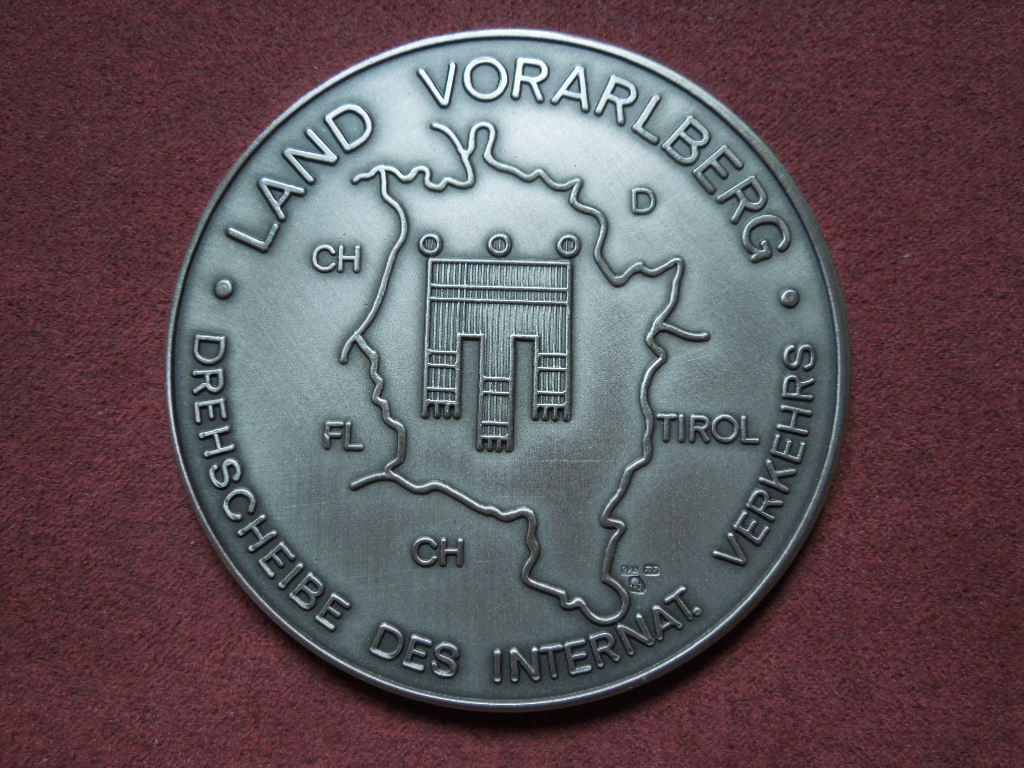 LAND VORARLBERG
D
CH
FL
TIROL
CH
DREHSCHEIBE DES INTERNAT. VERKEHRS